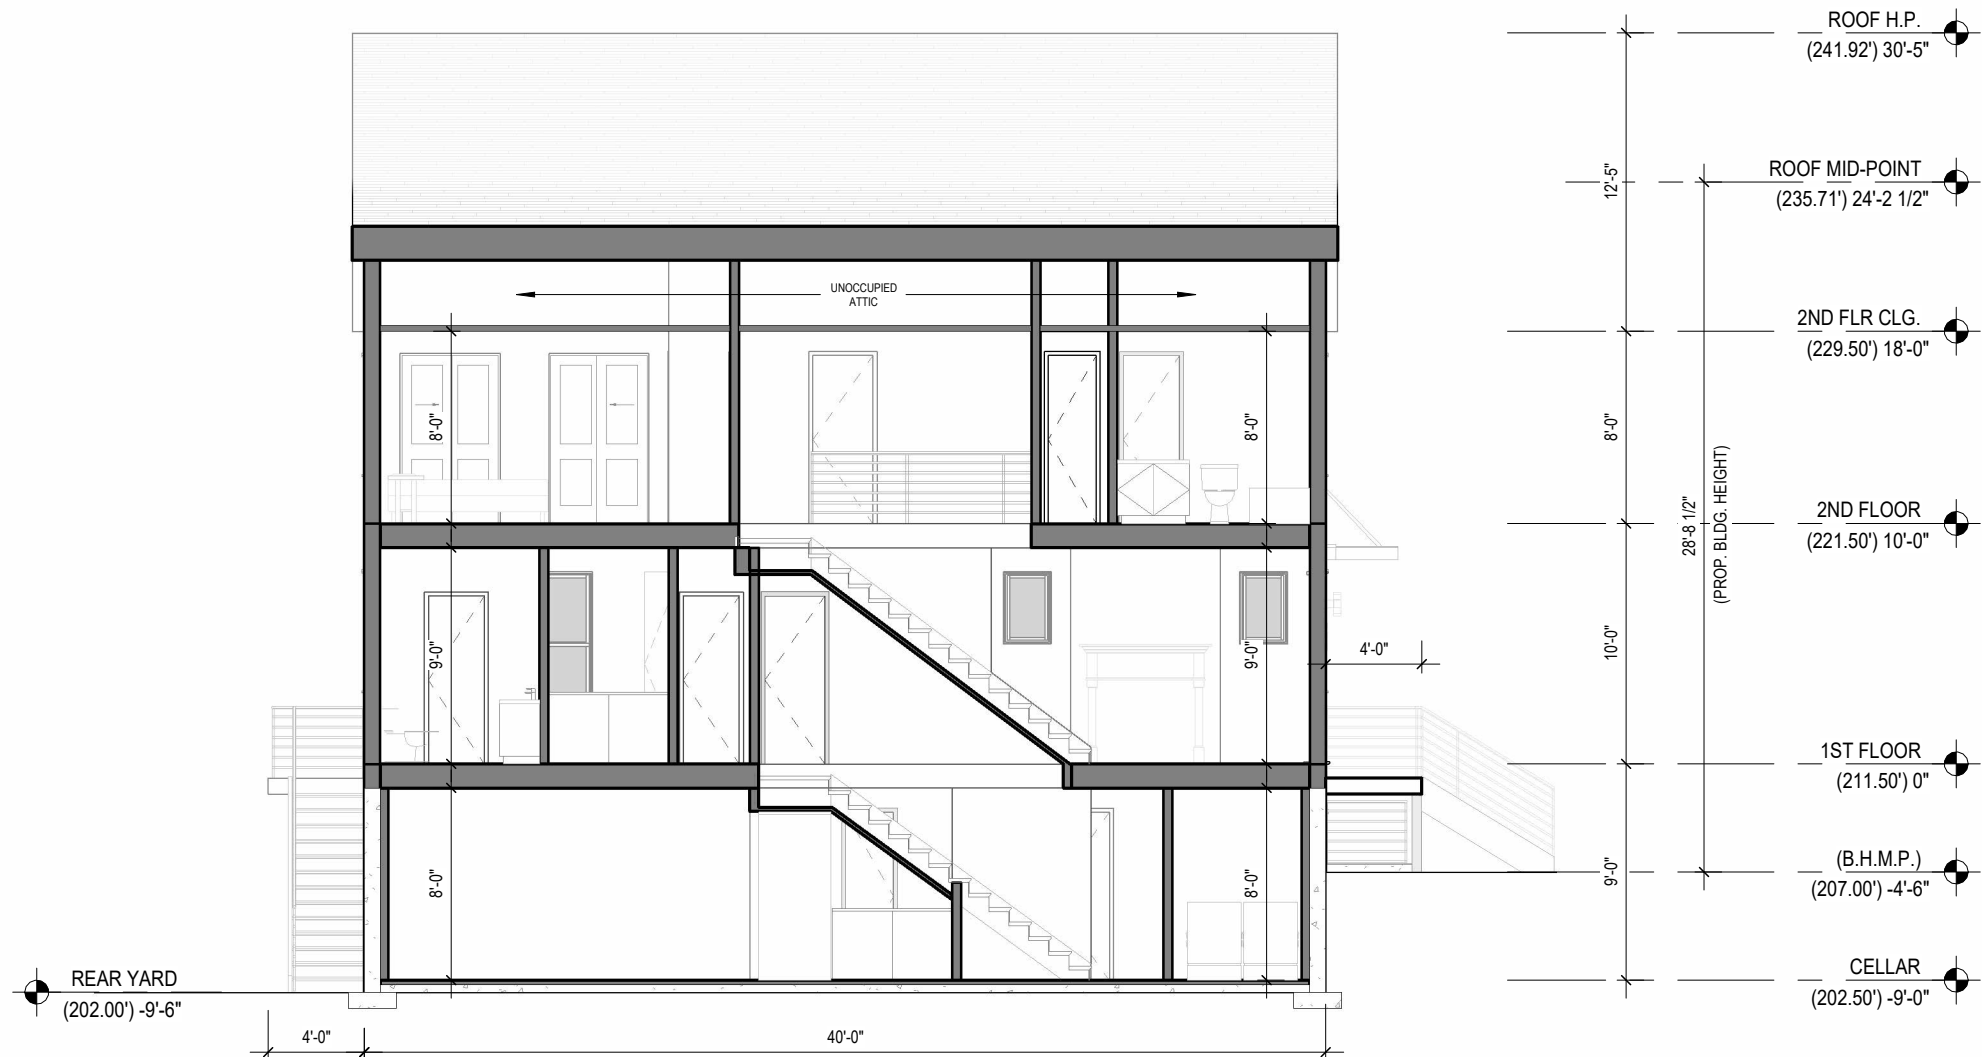 ROOF H.P.
(241.92') 30'-5"
ROOF MID-POINT
(235.71') 24'-2 1/2"
12'-5"
UNOCCUPIED
ATTIC
2ND FLR CLG.
(229.50') 18'-0"
8'-0"
8'-0"
8'-0"
28'-8 1/2"
(PROP. BLDG. HEIGHT)
2ND FLOOR
(221.50') 10'-0"
9'-0"
9'-0"
4'-0"
10'-0"
1ST FLOOR
(211.50') 0"
8'-0"
8'-0"
9'-0"
(B.H.M.P.)
(207.00') -4'-6"
CELLAR
(202.50') -9'-0"
REAR YARD
(202.00') -9'-6"
4'-0"
40'-0"